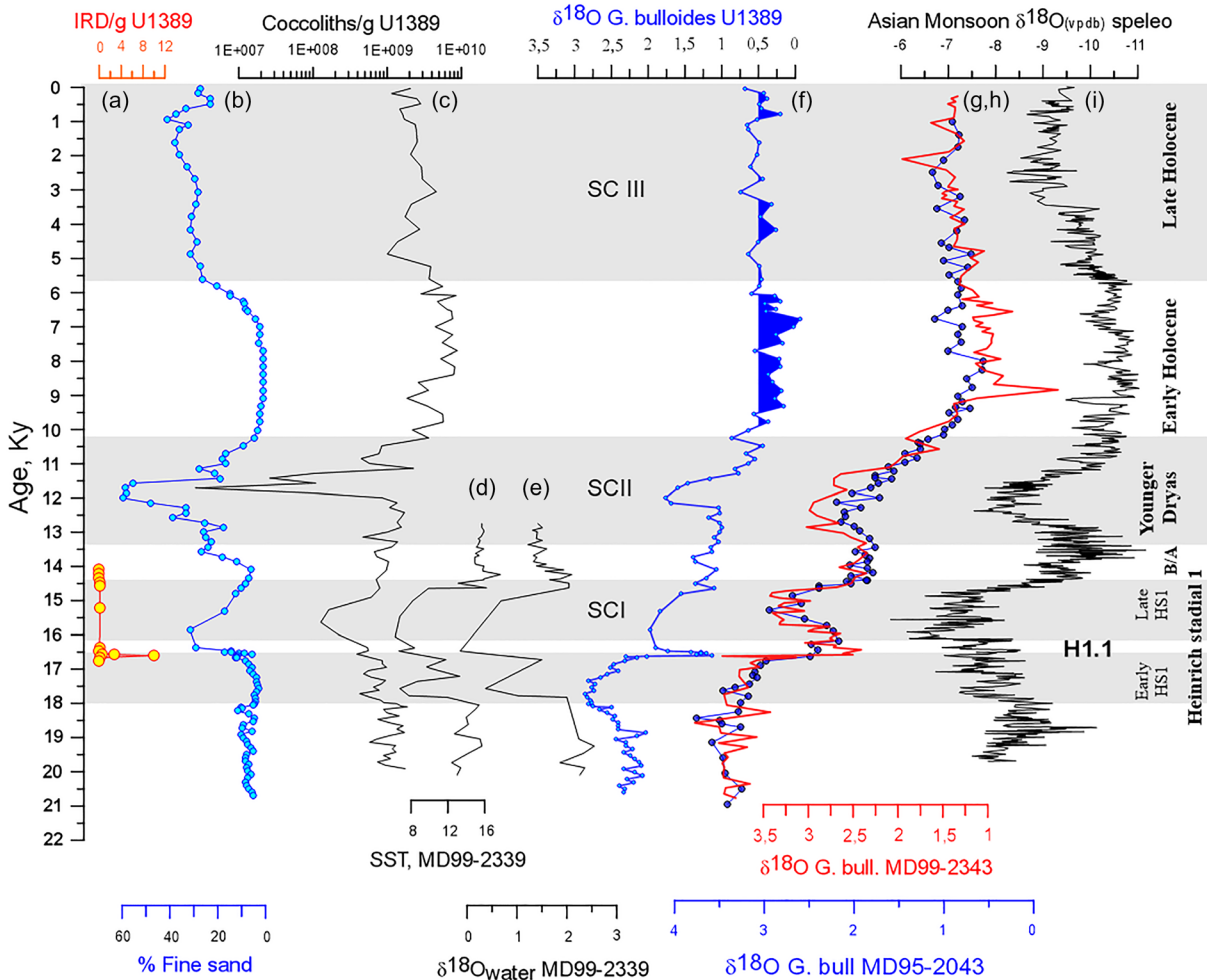 IRD/g U1389
Coccoliths/g U1389
δ18O G. bulloides U1389
Asian Monsoon δ18O(vpdb) speleo
0 4 8 12
1E+007 1E+008 1E+009 1E+010
3,5 3 2,5 2 1,5 1 0,5 0
-6 -7 -8 -9 -10 -11
(a) (b) (c) (f) (g,h) (i)
0
1
2
3
4
5
6
7
8
9
10
11
12
13
14
15
16
17
18
19
20
21
22
Age, Ky
SC III
SCII
SCI
(d) (e)
Late Holocene
Early Holocene
Younger
Dryas
B/A
Late
HS1
H1.1
Early
HS1
Heinrich stadial 1
8 12 16
SST, MD99-2339
3,5 3 2,5 2 1,5 1
δ18O G. bull. MD99-2343
60 40 20 0
% Fine sand
0 1 2 3
δ18Owater MD99-2339
4 3 2 1 0
δ18O G. bull MD95-2043